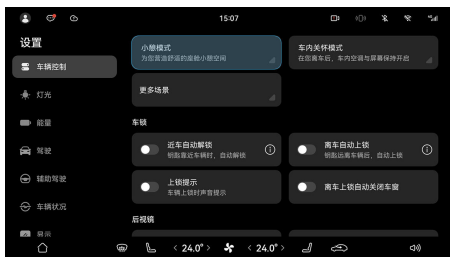 15:07
设置
车辆控制
灯光
能量
驾驶
辅助驾驶
车辆状况
显示
小憩模式
为您营造舒适的座舱小憩空间
车内关怀模式
在您离车后，车内空调与屏幕保持开启
更多场景
车锁
近车自动解锁
钥匙靠近车辆时，自动解锁
离车自动上锁
钥匙远离车辆后，自动上锁
上锁提示
车辆上锁时声音提示
离车上锁自动关闭车窗
后视镜
< 24.0° >
< 24.0° >